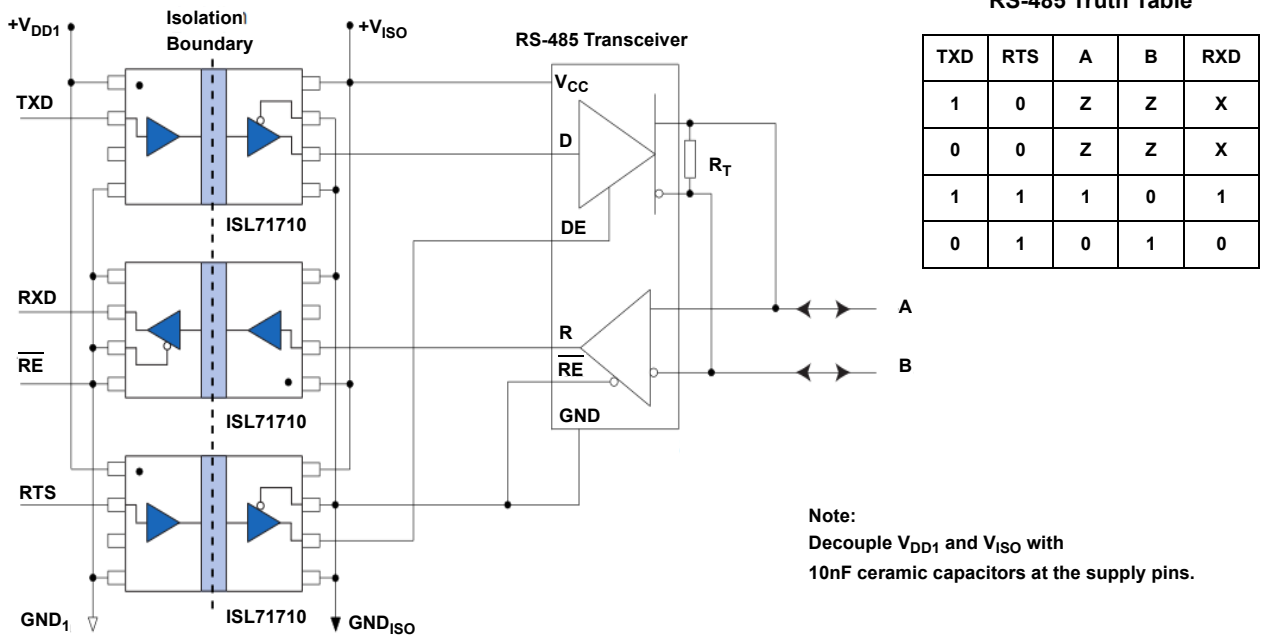 RS-485 Truth Table
+VDD1
Isolation
Boundary
+VISO
RS-485 Transceiver
TXD RTS A B RXD
1 0 Z Z X
0 0 Z Z X
1 1 1 0 1
0 1 0 1 0
VCC
TXD
D
RT
ISL71710
DE
RXD
R
A
RE
RE
B
GND
ISL71710
RTS
Note:
Decouple VDD1 and VISO with
10nF ceramic capacitors at the supply pins.
GND1
ISL71710
GNDISO